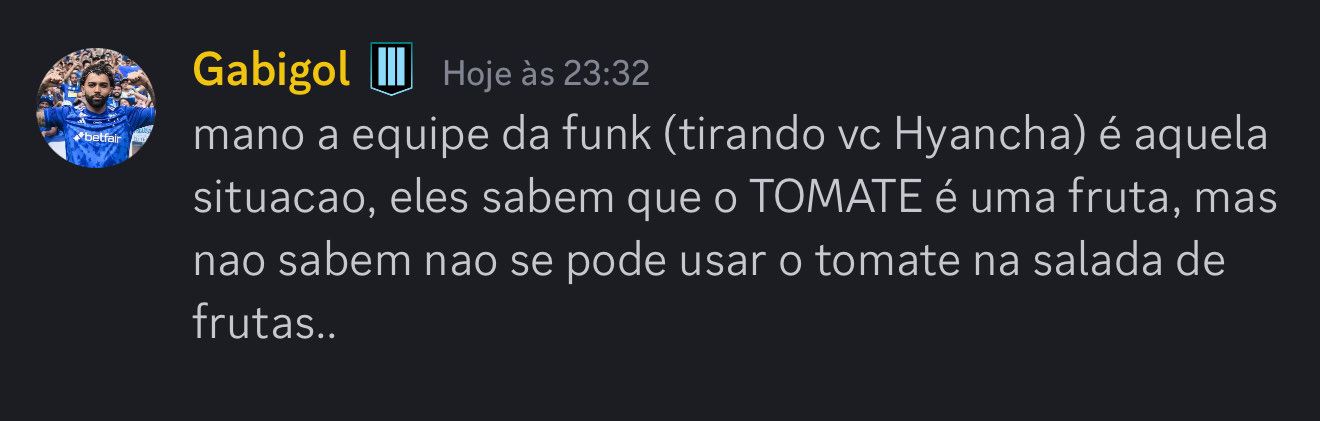 Gabigol Hoje às 23:32
mano a equipe da funk (tirando vc Hyancha) é aquela
situacao, eles sabem que o TOMATE é uma fruta, mas
nao sabem nao se pode usar o tomate na salada de
frutas..
betfair